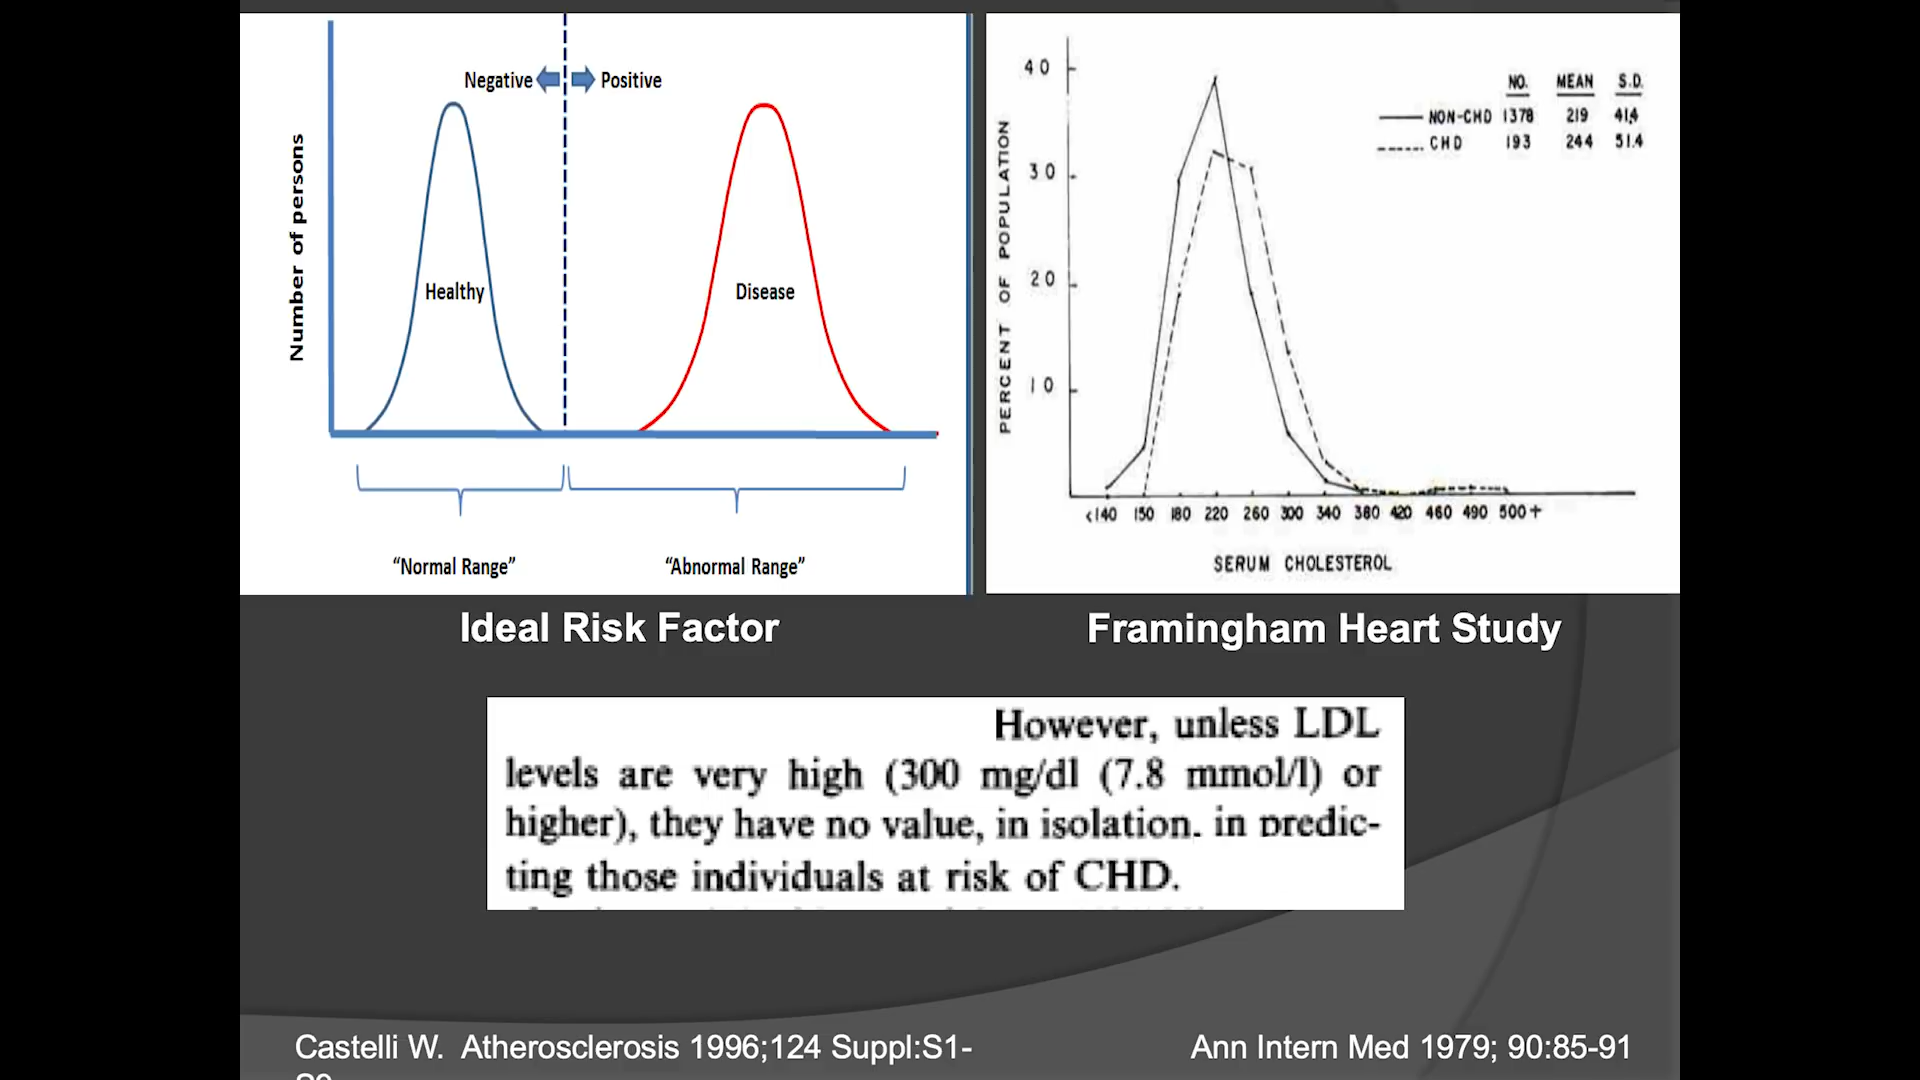 Negative
Positive
Number of persons
Healthy
Disease
“Normal Range”
“Abnormal Range”
Ideal Risk Factor
40
30
20
10
PERCENT OF POPULATION
NO. MEAN S.D.
NON-CHD 1378 219 41.4
CHD 193 244 51.4
<140 150 180 220 260 300 340 380 420 460 490 500+
SERUM CHOLESTEROL
Framingham Heart Study
However, unless LDL
levels are very high (300 mg/dl (7.8 mmol/l) or
higher), they have no value, in isolation, in predic-
ting those individuals at risk of CHD.
Castelli W. Atherosclerosis 1996;124 Suppl:S1-
Ann Intern Med 1979; 90:85-91